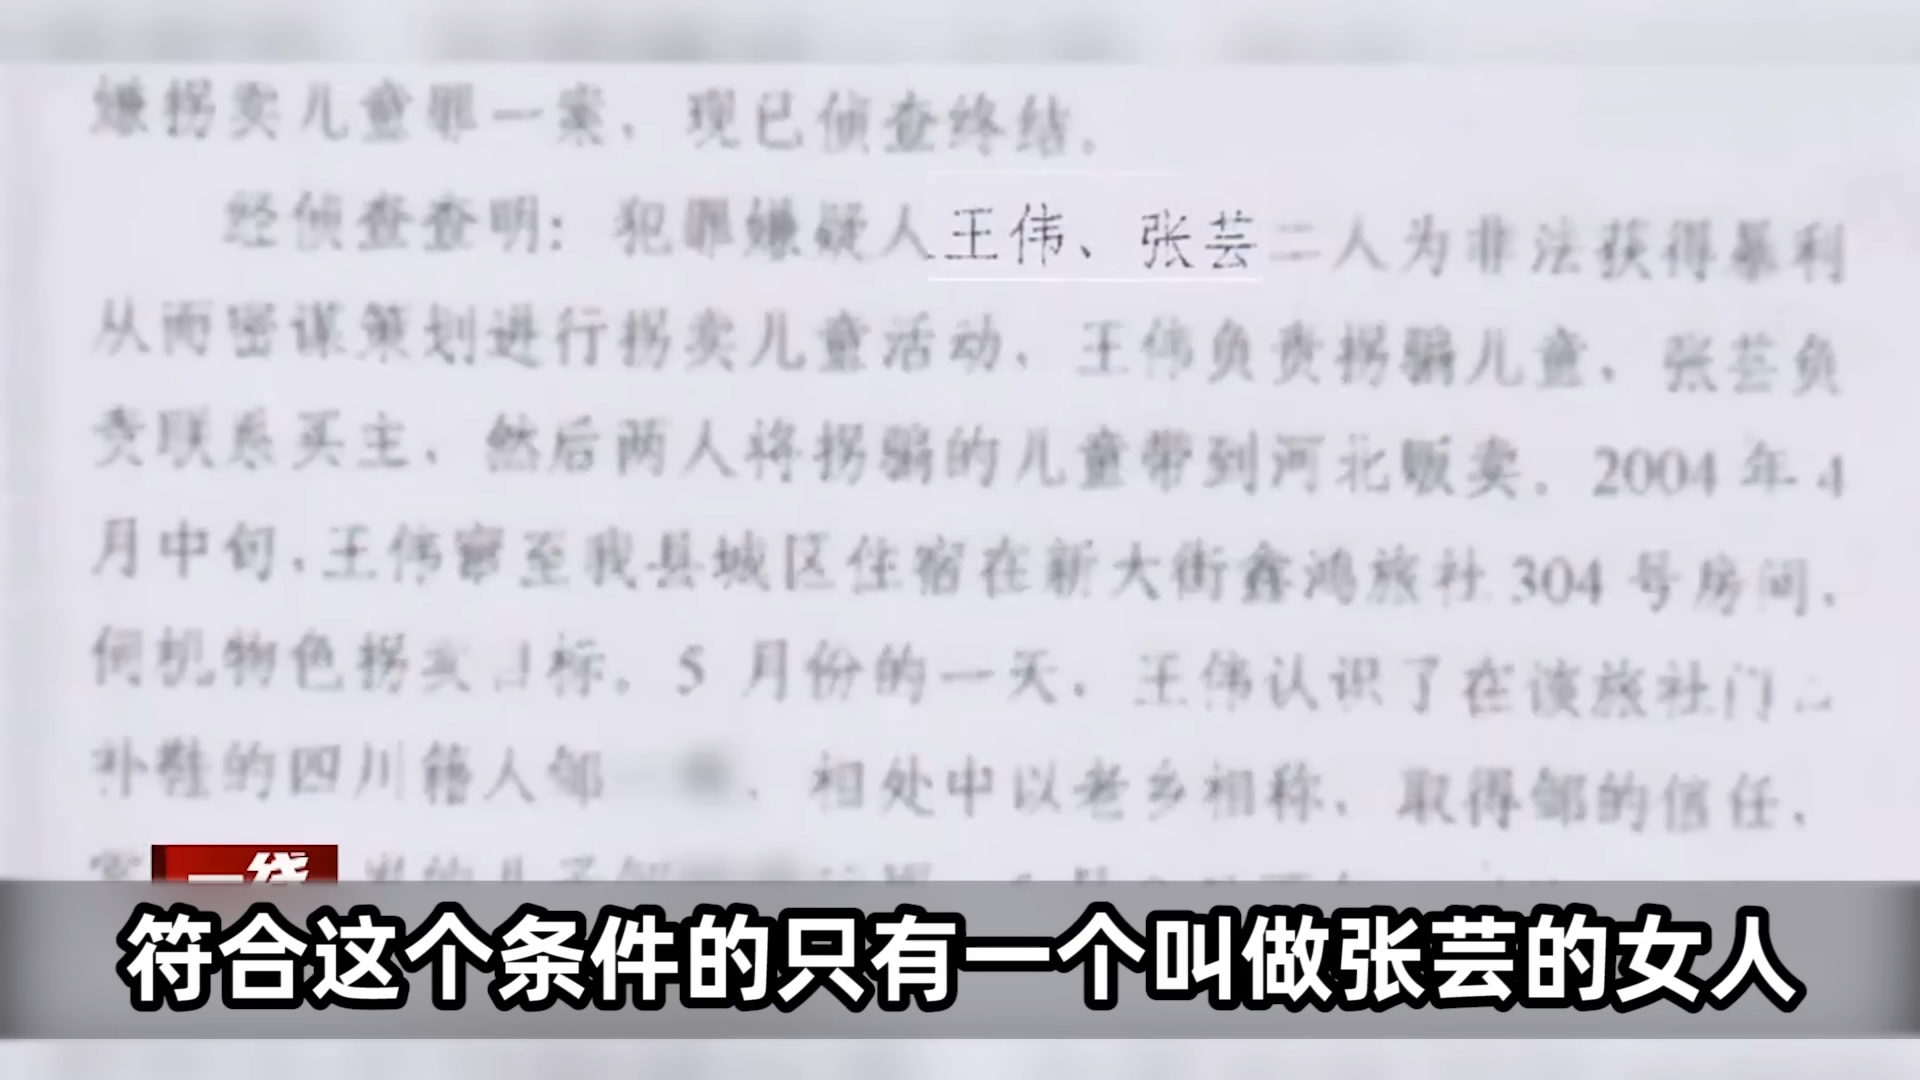 嫌拐卖儿童罪一案，现已侦查终结。
经侦查查明：犯罪嫌疑人王伟、张芸二人为非法获得暴利
从而密谋策划进行拐卖儿童活动，王伟负责拐骗儿童，张芸负
责联系买主，然后两人将拐骗的儿童带到河北贩卖。2004年4
月中旬，王伟窜至我县城区住宿在新大街鑫鸿旅社304号房间，
伺机物色拐卖目标。5月份的一天，王伟认识了在该旅社门口
补鞋的四川籍人邹，相处中以老乡相称，取得邹的信任，
一线
符合这个条件的只有一个叫做张芸的女人